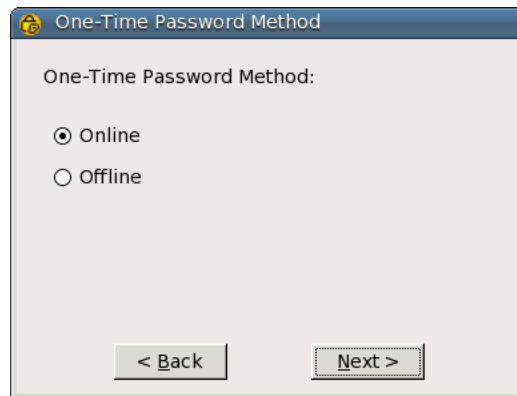 One-Time Password Method
One-Time Password Method:
Online
Offline
< Back
Next >